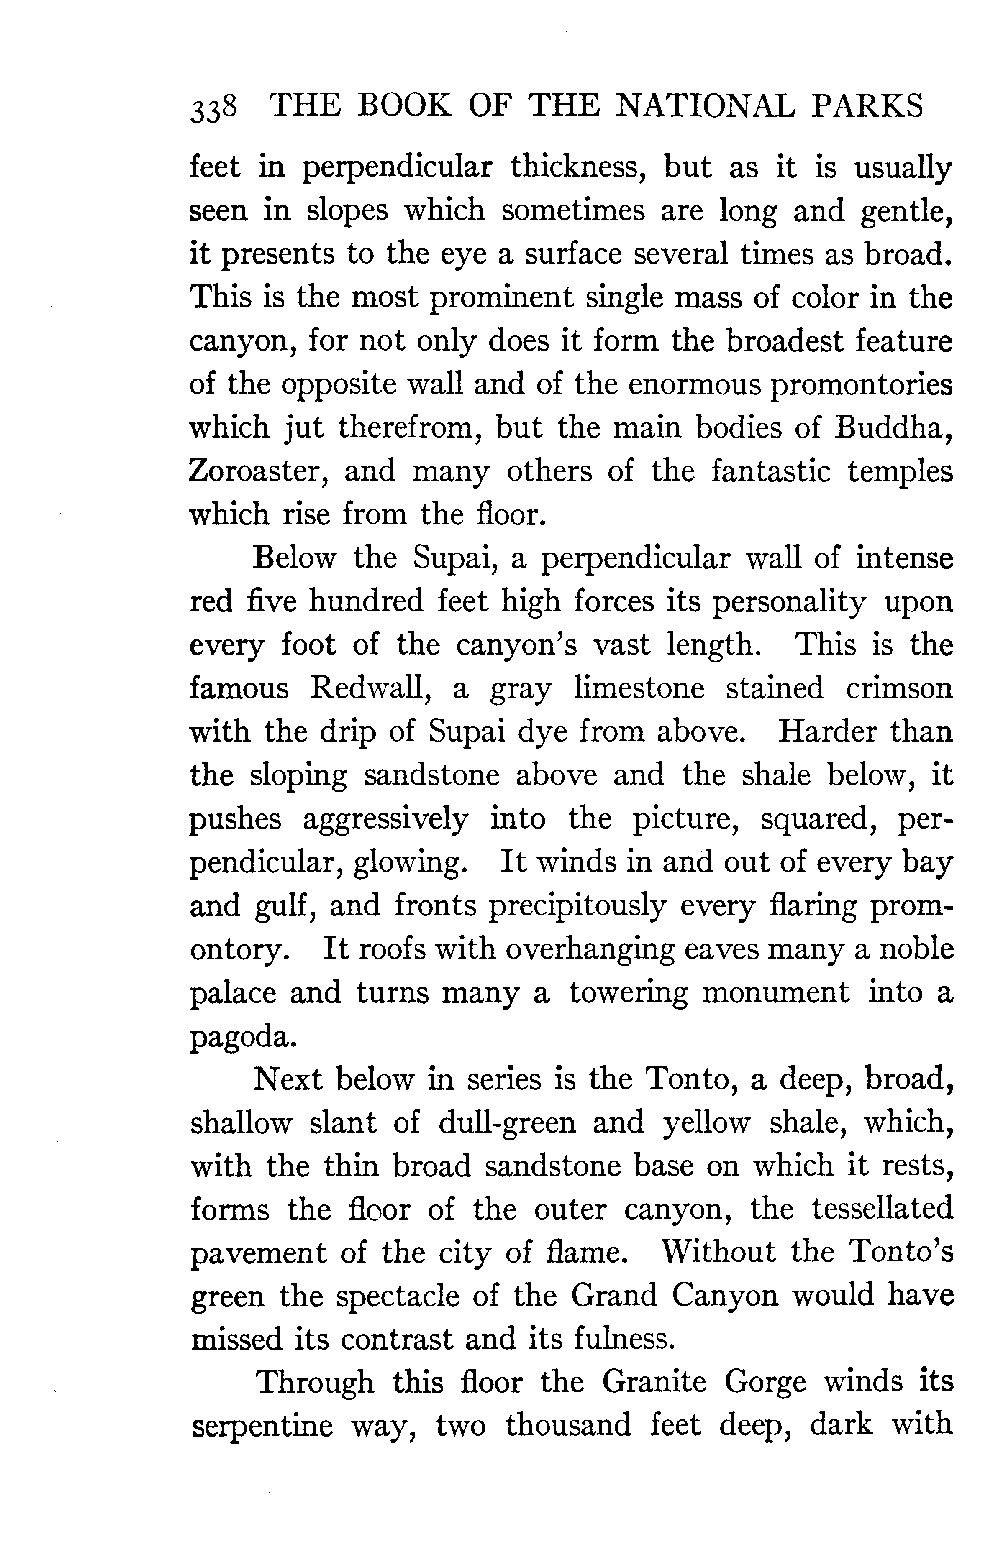 338 THE BOOK OF THE NATIONAL PARKS
feet in perpendicular thickness, but as it is usually
seen in slopes which sometimes are long and gentle,
it presents to the eye a surface several times as broad.
This is the most prominent single mass of color in the
canyon, for not only does it form the broadest feature
of the opposite wall and of the enormous promontories
which jut therefrom, but the main bodies of Buddha,
Zoroaster, and many others of the fantastic temples
which rise from the floor.
Below the Supai, a perpendicular wall of intense
red five hundred feet high forces its personality upon
every foot of the canyon's vast length. This is the
famous Redwall, a gray limestone stained crimson
with the drip of Supai dye from above. Harder than
the sloping sandstone above and the shale below, it
pushes aggressively into the picture, squared, per-
pendicular, glowing. It winds in and out of every bay
and gulf, and fronts precipitously every flaring prom-
ontory. It roofs with overhanging eaves many a noble
palace and turns many a towering monument into a
pagoda.
Next below in series is the Tonto, a deep, broad,
shallow slant of dull-green and yellow shale, which,
with the thin broad sandstone base on which it rests,
forms the floor of the outer canyon, the tessellated
pavement of the city of flame. Without the Tonto's
green the spectacle of the Grand Canyon would have
missed its contrast and its fulness.
Through this floor the Granite Gorge winds its
serpentine way, two thousand feet deep, dark with